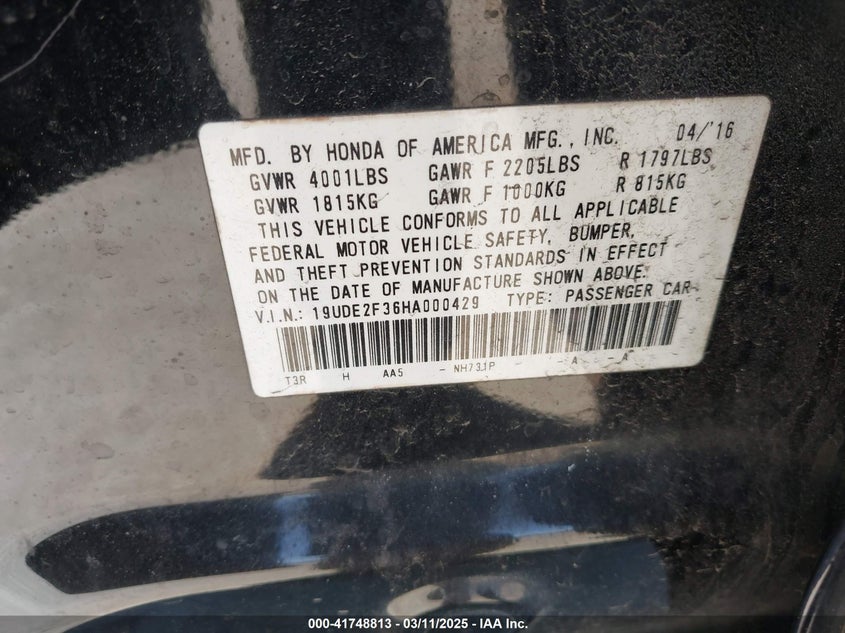 MFD. BY HONDA OF AMERICA MFG., INC. 04/'16
GVWR 4001LBS GAWR F 2205LBS R 1797LBS
GVWR 1815KG GAWR F 1000KG R 815KG
THIS VEHICLE CONFORMS TO ALL APPLICABLE
FEDERAL MOTOR VEHICLE SAFETY, BUMPER,
AND THEFT PREVENTION STANDARDS IN EFFECT
ON THE DATE OF MANUFACTURE SHOWN ABOVE.
V.I.N.: 19UDE2F36HA000429 TYPE: PASSENGER CAR
T3R H AA5 - NH731P - A - A
000-41748813 - 03/11/2025 - IAA Inc.